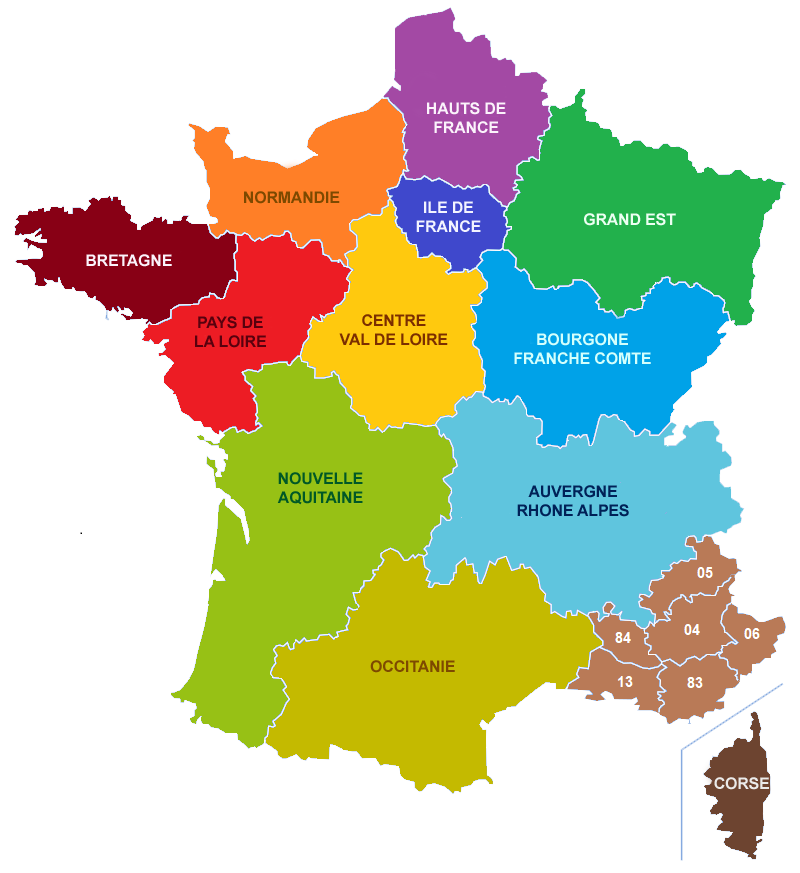 HAUTS DE
FRANCE
NORMANDIE
ILE DE
FRANCE
GRAND EST
BRETAGNE
PAYS DE
LA LOIRE
CENTRE
VAL DE LOIRE
BOURGONE
FRANCHE COMTE
NOUVELLE
AQUITAINE
AUVERGNE
RHONE ALPES
05
84
04
06
OCCITANIE
13
83
CORSE